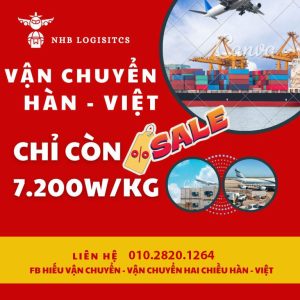 NHB LOGISITCS
VẬN CHUYỂN
HÀN - VIỆT
CHỈ CÒN
SALE
%
7.200W/KG
Canva
LIÊN HỆ 010.2820.1264
FB HIẾU VẬN CHUYỂN - VẬN CHUYỂN HAI CHIỀU HÀN - VIỆT